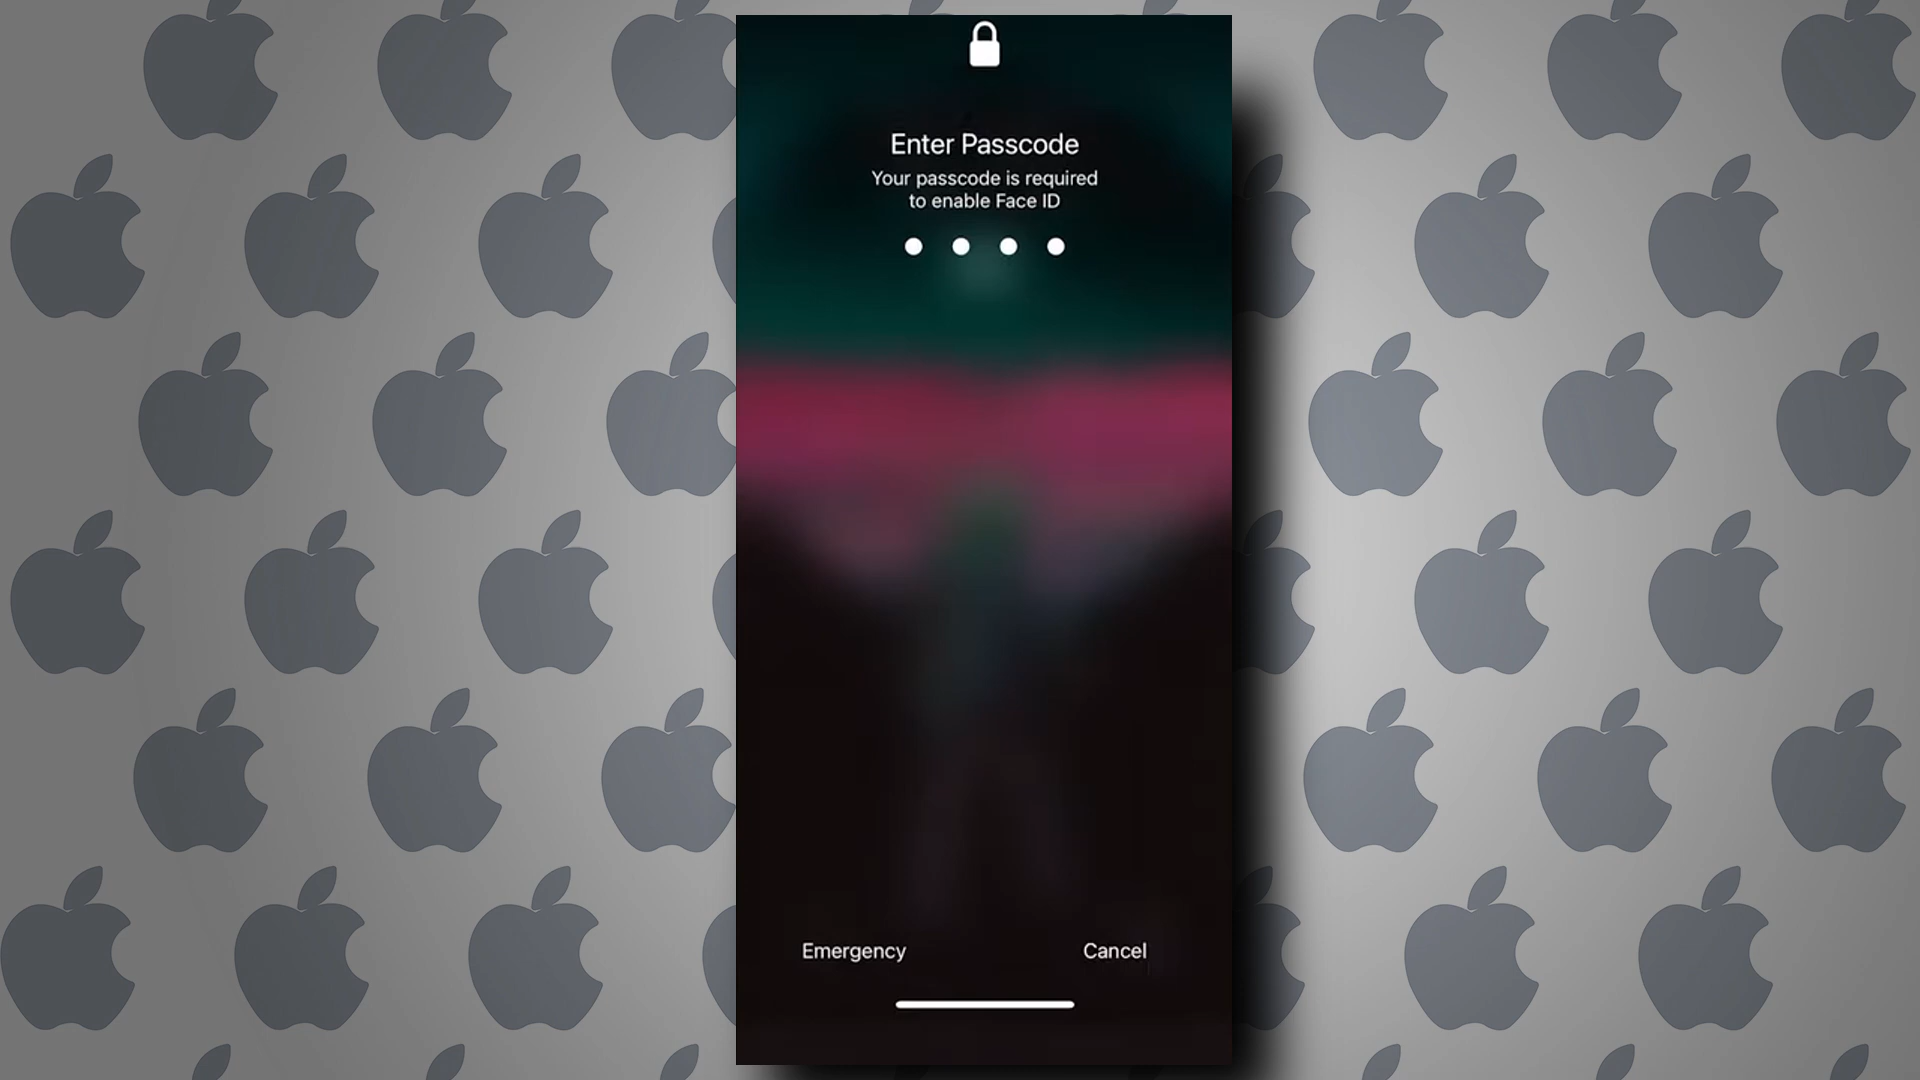 Enter Passcode
Your passcode is required
to enable Face ID
Emergency
Cancel